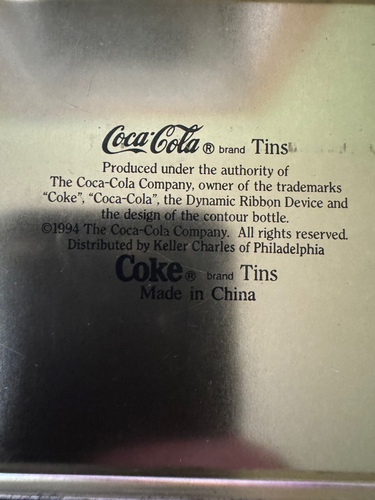 Coca-Cola® brand Tins
Produced under the authority of
The Coca-Cola Company, owner of the trademarks
“Coke”, “Coca-Cola”, the Dynamic Ribbon Device and
the design of the contour bottle.
©1994 The Coca-Cola Company. All rights reserved.
Distributed by Keller Charles of Philadelphia
Coke® brand Tins
Made in China